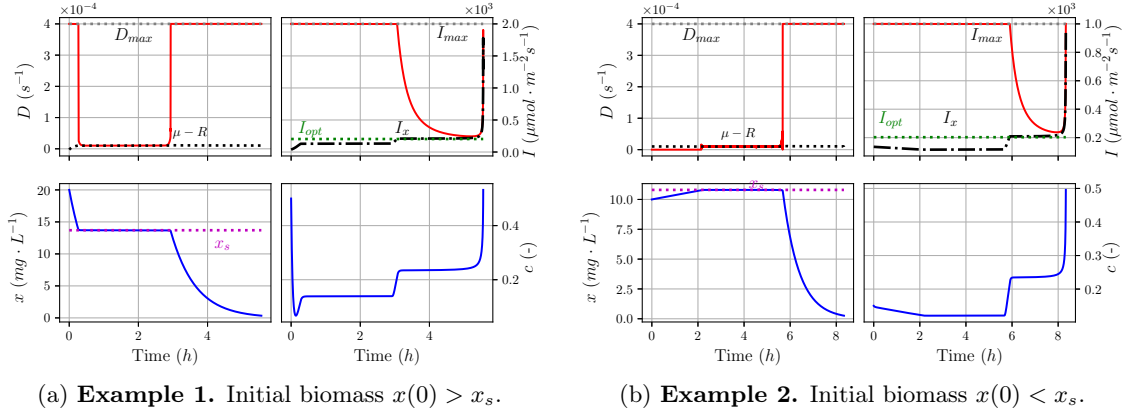 ×10⁻⁴
×10³
4
3
2
1
0
D (s⁻¹)
D_max
μ − R
2.0
1.5
1.0
0.5
0.0
I (μmol · m⁻²s⁻¹)
I_max
I_opt
I_x
20
15
10
5
0
x (mg · L⁻¹)
x_s
0 2 4
Time (h)
0.4
0.2
c (-)
0 2 4
Time (h)
(a) Example 1. Initial biomass x(0) > x_s.
×10⁻⁴
×10³
4
3
2
1
0
D (s⁻¹)
D_max
μ − R
1.0
0.8
0.6
0.4
0.2
I (μmol · m⁻²s⁻¹)
I_max
I_opt
I_x
10.0
7.5
5.0
2.5
0.0
x (mg · L⁻¹)
x_s
0 2 4 6 8
Time (h)
0.5
0.4
0.3
0.2
c (-)
0 2 4 6 8
Time (h)
(b) Example 2. Initial biomass x(0) < x_s.